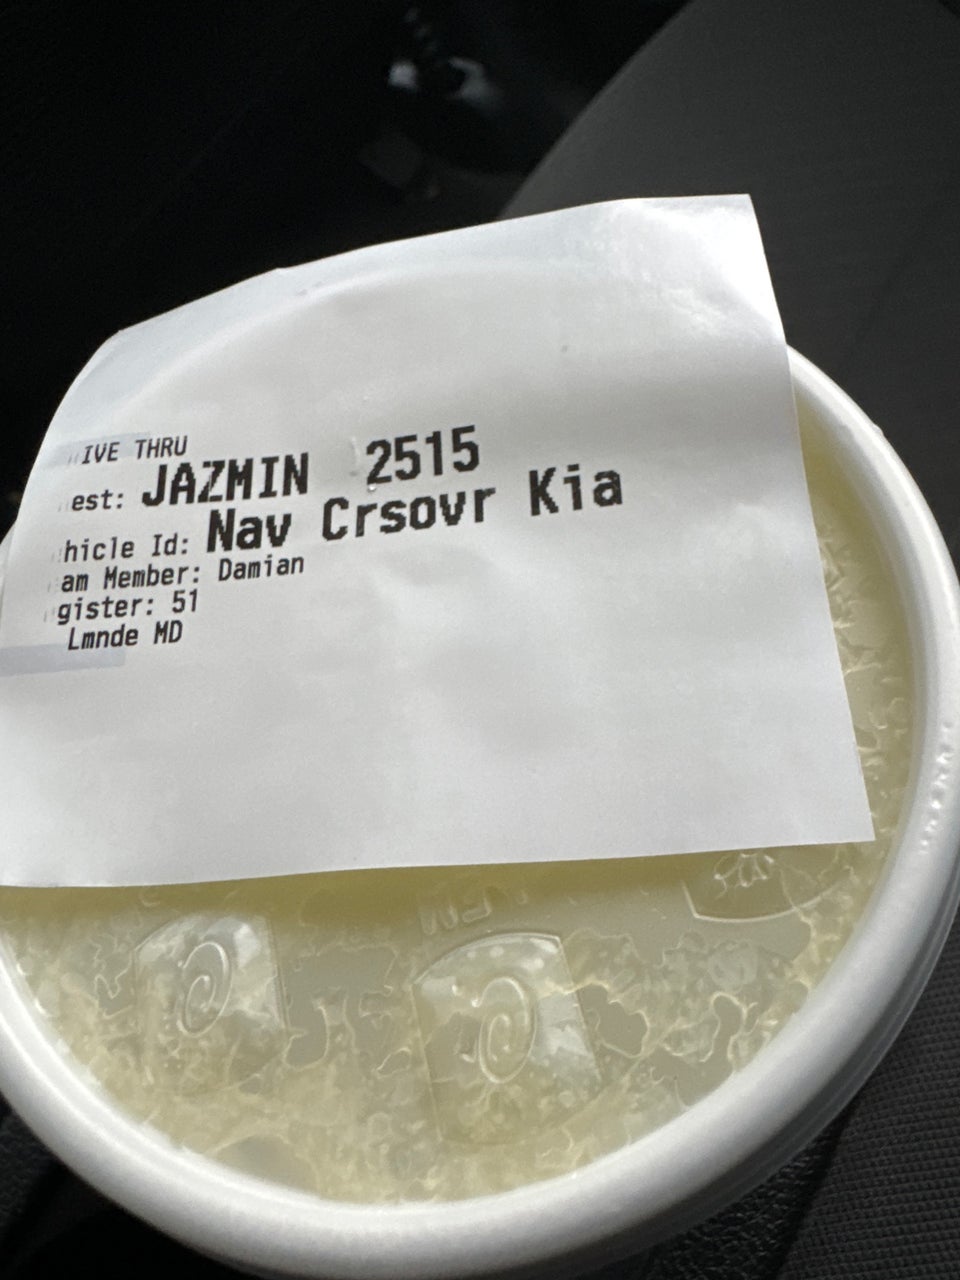 IVE THRU
est: JAZMIN 2515
hicle Id: Nav Crsovr Kia
am Member: Damian
gister: 51
Lmnde MD